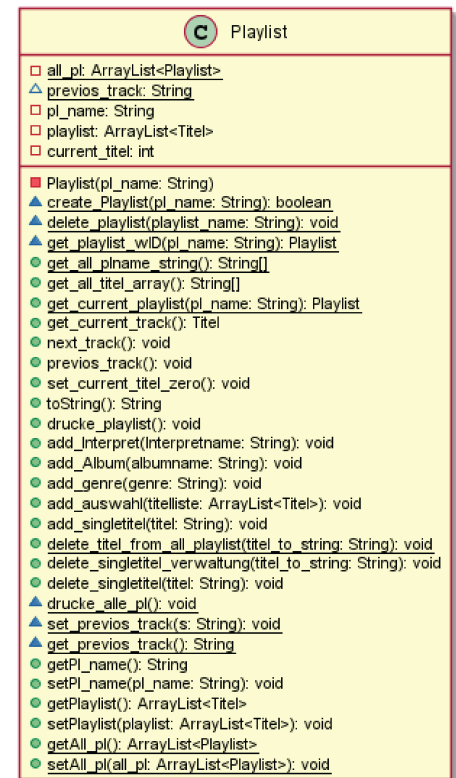 C Playlist
all_pl: ArrayList<Playlist>
previos_track: String
pl_name: String
playlist: ArrayList<Titel>
current_titel: int
Playlist(pl_name: String)
create_Playlist(pl_name: String): boolean
delete_playlist(playlist_name: String): void
get_playlist_wID(pl_name: String): Playlist
get_all_plname_string(): String[]
get_all_titel_array(): String[]
get_current_playlist(pl_name: String): Playlist
get_current_track(): Titel
next_track(): void
previos_track(): void
set_current_titel_zero(): void
toString(): String
drucke_playlist(): void
add_Interpret(Interpretname: String): void
add_Album(albumname: String): void
add_genre(genre: String): void
add_auswahl(titelliste: ArrayList<Titel>): void
add_singletitel(titel: String): void
delete_titel_from_all_playlist(titel_to_string: String): void
delete_singletitel_verwaltung(titel_to_string: String): void
delete_singletitel(titel: String): void
drucke_alle_pl(): void
set_previos_track(s: String): void
get_previos_track(): String
getPl_name(): String
setPl_name(pl_name: String): void
getPlaylist(): ArrayList<Titel>
setPlaylist(playlist: ArrayList<Titel>): void
getAll_pl(): ArrayList<Playlist>
setAll_pl(all_pl: ArrayList<Playlist>): void